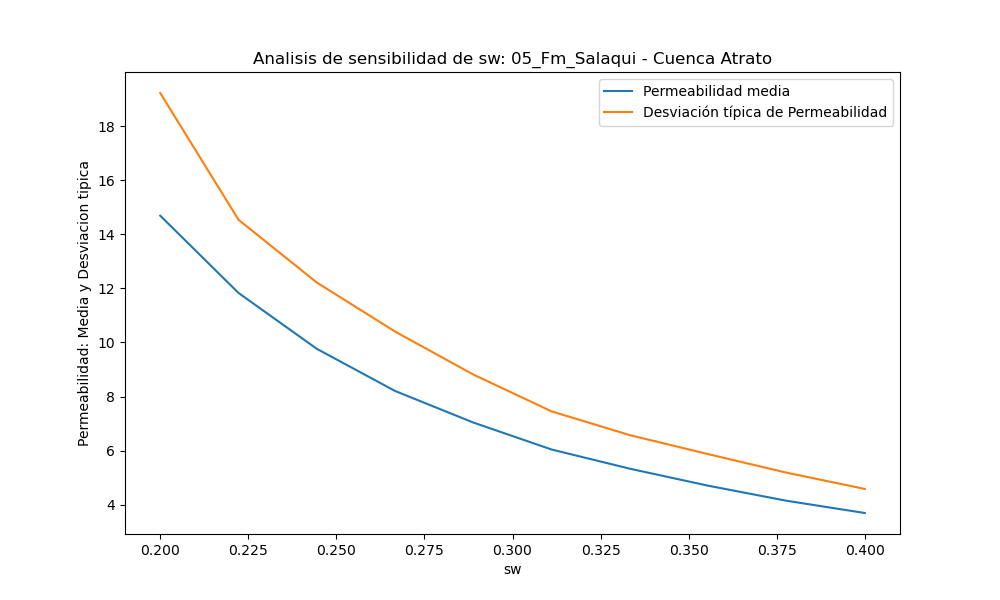 Analisis de sensibilidad de sw: 05_Fm_Salaqui - Cuenca Atrato
Permeabilidad media
Desviación típica de Permeabilidad
Permeabilidad: Media y Desviacion tipica
18
16
14
12
10
8
6
4
0.200 0.225 0.250 0.275 0.300 0.325 0.350 0.375 0.400
sw